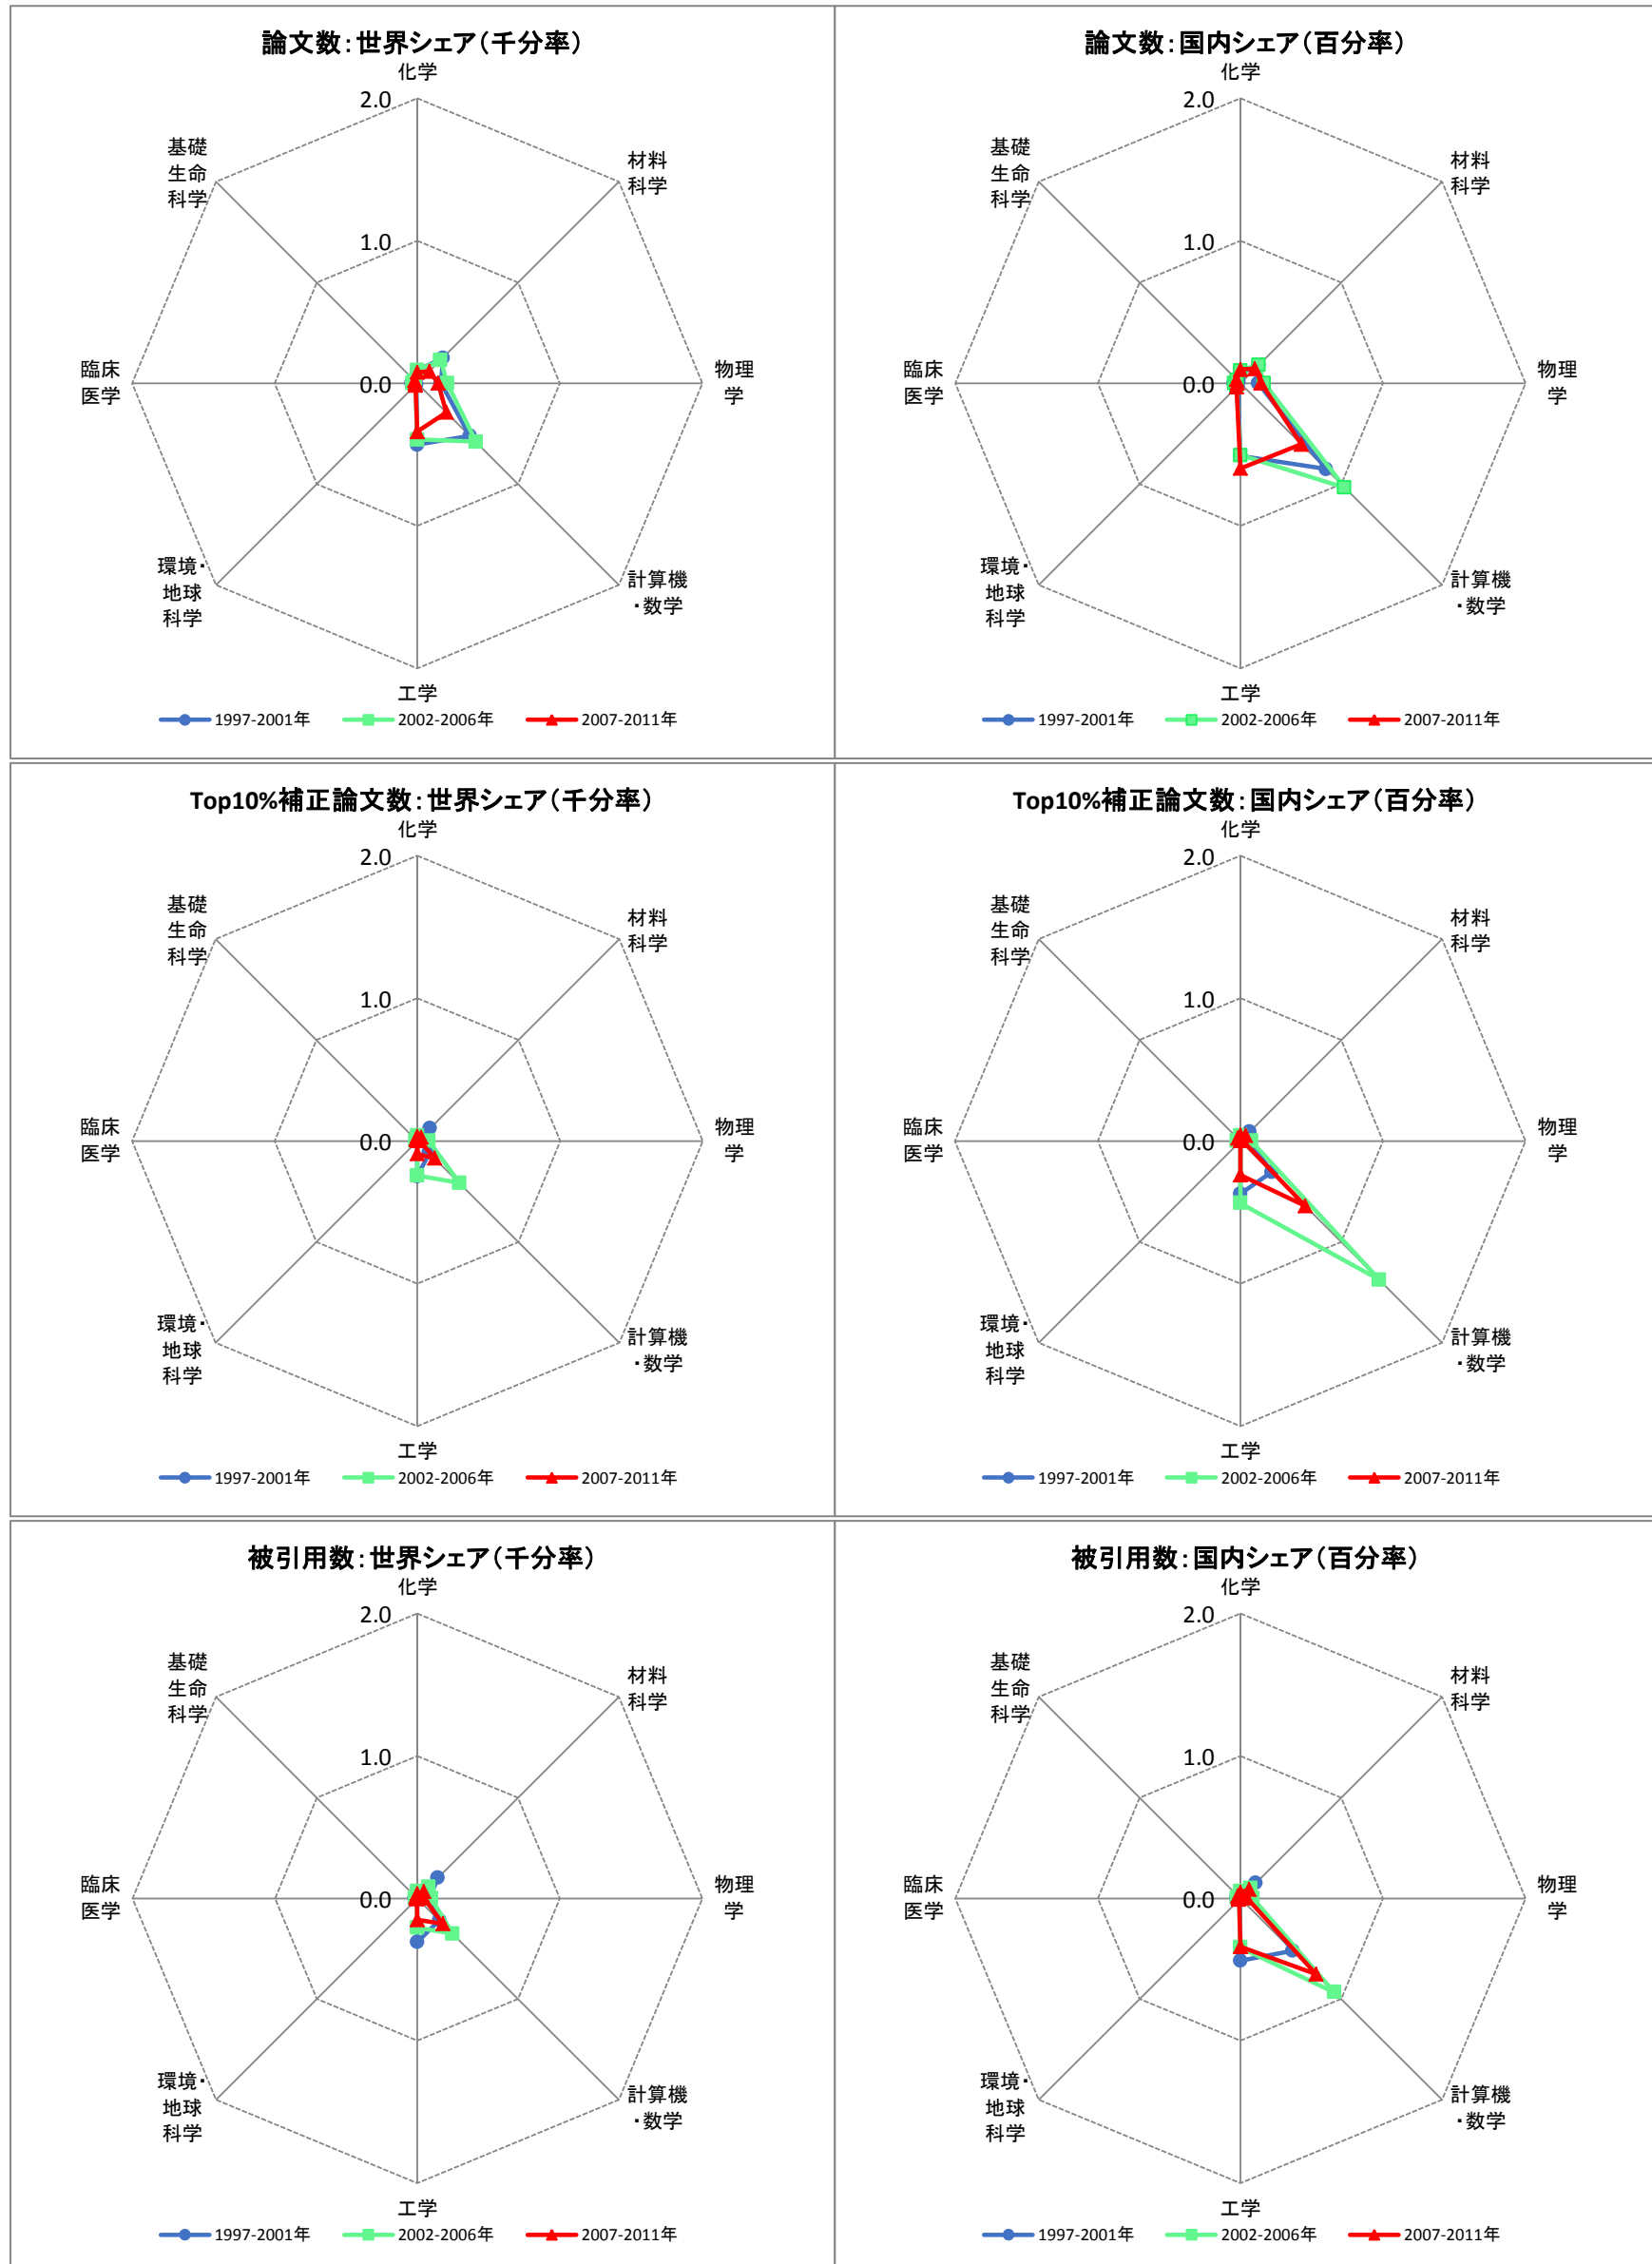 論文数：世界シェア（千分率）
化学
2.0
基礎
生命
科学
材料
科学
1.0
臨床
医学
0.0
物理
学
環境・
地球
科学
計算機
・数学
工学
1997-2001年 2002-2006年 2007-2011年
論文数：国内シェア（百分率）
化学
2.0
基礎
生命
科学
材料
科学
1.0
臨床
医学
0.0
物理
学
環境・
地球
科学
計算機
・数学
工学
1997-2001年 2002-2006年 2007-2011年
Top10%補正論文数：世界シェア（千分率）
化学
2.0
基礎
生命
科学
材料
科学
1.0
臨床
医学
0.0
物理
学
環境・
地球
科学
計算機
・数学
工学
1997-2001年 2002-2006年 2007-2011年
Top10%補正論文数：国内シェア（百分率）
化学
2.0
基礎
生命
科学
材料
科学
1.0
臨床
医学
0.0
物理
学
環境・
地球
科学
計算機
・数学
工学
1997-2001年 2002-2006年 2007-2011年
被引用数：世界シェア（千分率）
化学
2.0
基礎
生命
科学
材料
科学
1.0
臨床
医学
0.0
物理
学
環境・
地球
科学
計算機
・数学
工学
1997-2001年 2002-2006年 2007-2011年
被引用数：国内シェア（百分率）
化学
2.0
基礎
生命
科学
材料
科学
1.0
臨床
医学
0.0
物理
学
環境・
地球
科学
計算機
・数学
工学
1997-2001年 2002-2006年 2007-2011年